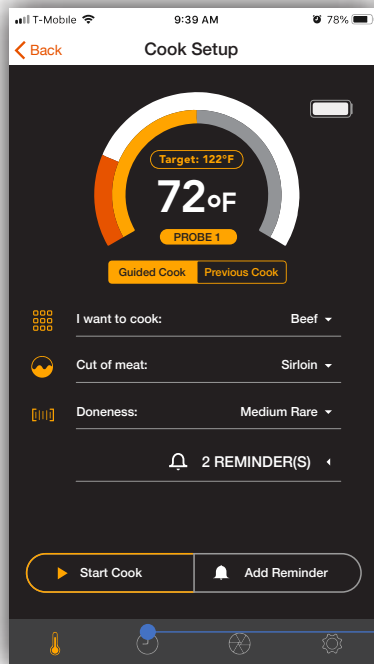 T-Mobile 9:39 AM 78%
Back Cook Setup
Target: 122°F
72°F
PROBE 1
Guided Cook Previous Cook
I want to cook: Beef
Cut of meat: Sirloin
Doneness: Medium Rare
2 REMINDER(S)
Start Cook Add Reminder